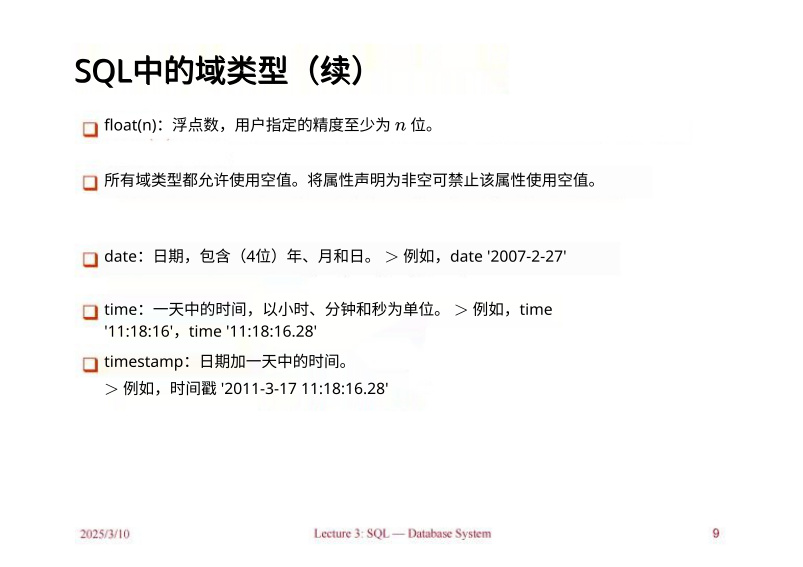 SQL中的域类型（续）
float(n)：浮点数，用户指定的精度至少为 n 位。
所有域类型都允许使用空值。将属性声明为非空可禁止该属性使用空值。
date：日期，包含（4位）年、月和日。 > 例如，date '2007-2-27'
time：一天中的时间，以小时、分钟和秒为单位。 > 例如，time
'11:18:16'，time '11:18:16.28'
timestamp：日期加一天中的时间。
> 例如，时间戳 '2011-3-17 11:18:16.28'
2025/3/10 Lecture 3: SQL — Database System 9